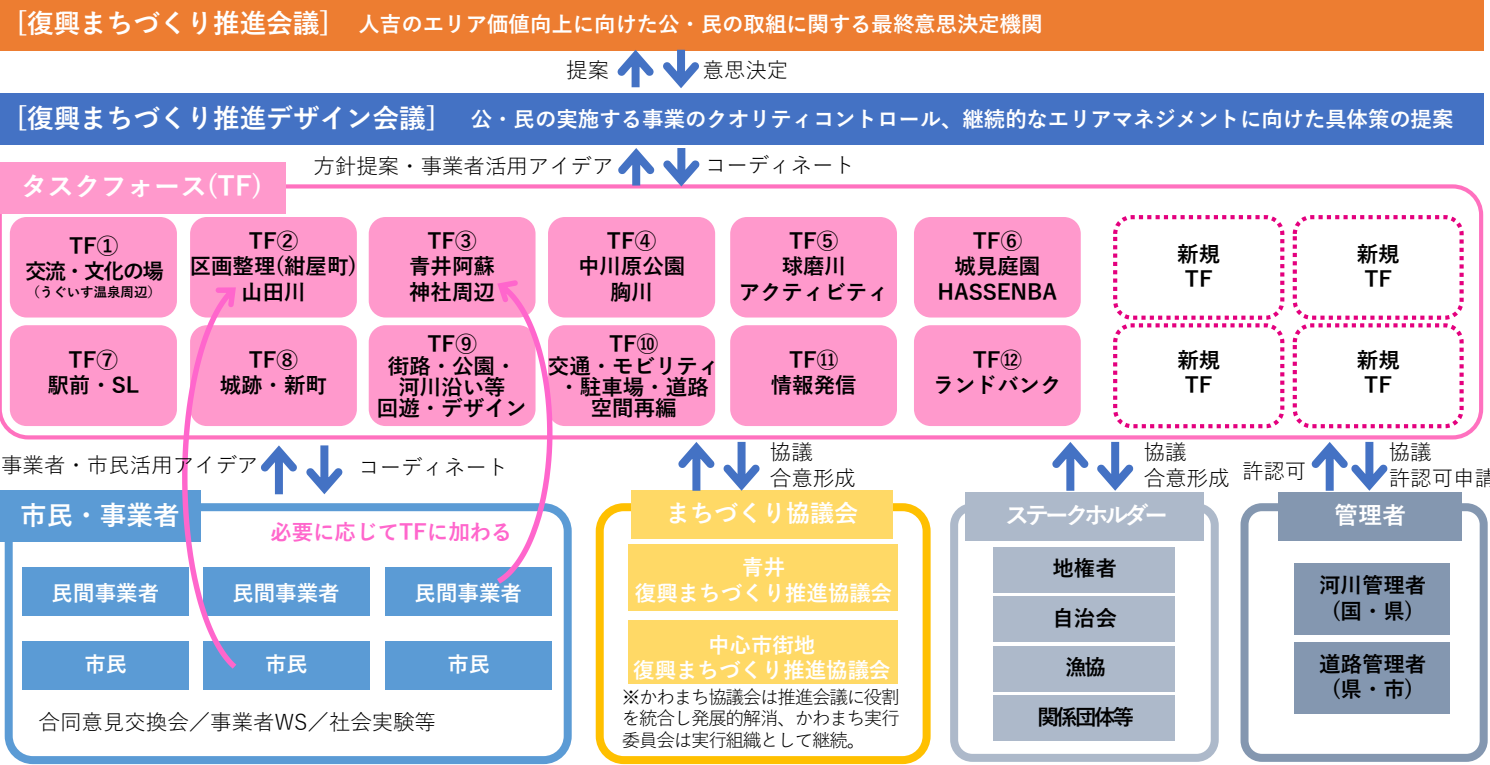 [復興まちづくり推進会議] 人吉のエリア価値向上に向けた公・民の取組に関する最終意思決定機関
提案 意思決定
[復興まちづくり推進デザイン会議] 公・民の実施する事業のクオリティコントロール、継続的なエリアマネジメントに向けた具体策の提案
方針提案・事業者活用アイデア コーディネート
タスクフォース(TF)
TF①
交流・文化の場
(うぐいす温泉周辺)
TF②
区画整理(紺屋町)
山田川
TF③
青井阿蘇
神社周辺
TF④
中川原公園
胸川
TF⑤
球磨川
アクティビティ
TF⑥
城見庭園
HASSENBA
新規
TF
新規
TF
TF⑦
駅前・SL
TF⑧
城跡・新町
TF⑨
街路・公園・
河川沿い等
回遊・デザイン
TF⑩
交通・モビリティ
・駐車場・道路
空間再編
TF⑪
情報発信
TF⑫
ランドバンク
新規
TF
新規
TF
事業者・市民活用アイデア コーディネート
協議
合意形成
協議
合意形成
許認可
協議
許認可申請
市民・事業者
必要に応じてTFに加わる
民間事業者 民間事業者 民間事業者
市民 市民 市民
合同意見交換会／事業者WS／社会実験等
まちづくり協議会
青井
復興まちづくり推進協議会
中心市街地
復興まちづくり推進協議会
※かわまち協議会は推進会議に役割
を統合し発展的解消、かわまち実行
委員会は実行組織として継続。
ステークホルダー
地権者
自治会
漁協
関係団体等
管理者
河川管理者
(国・県)
道路管理者
(県・市)